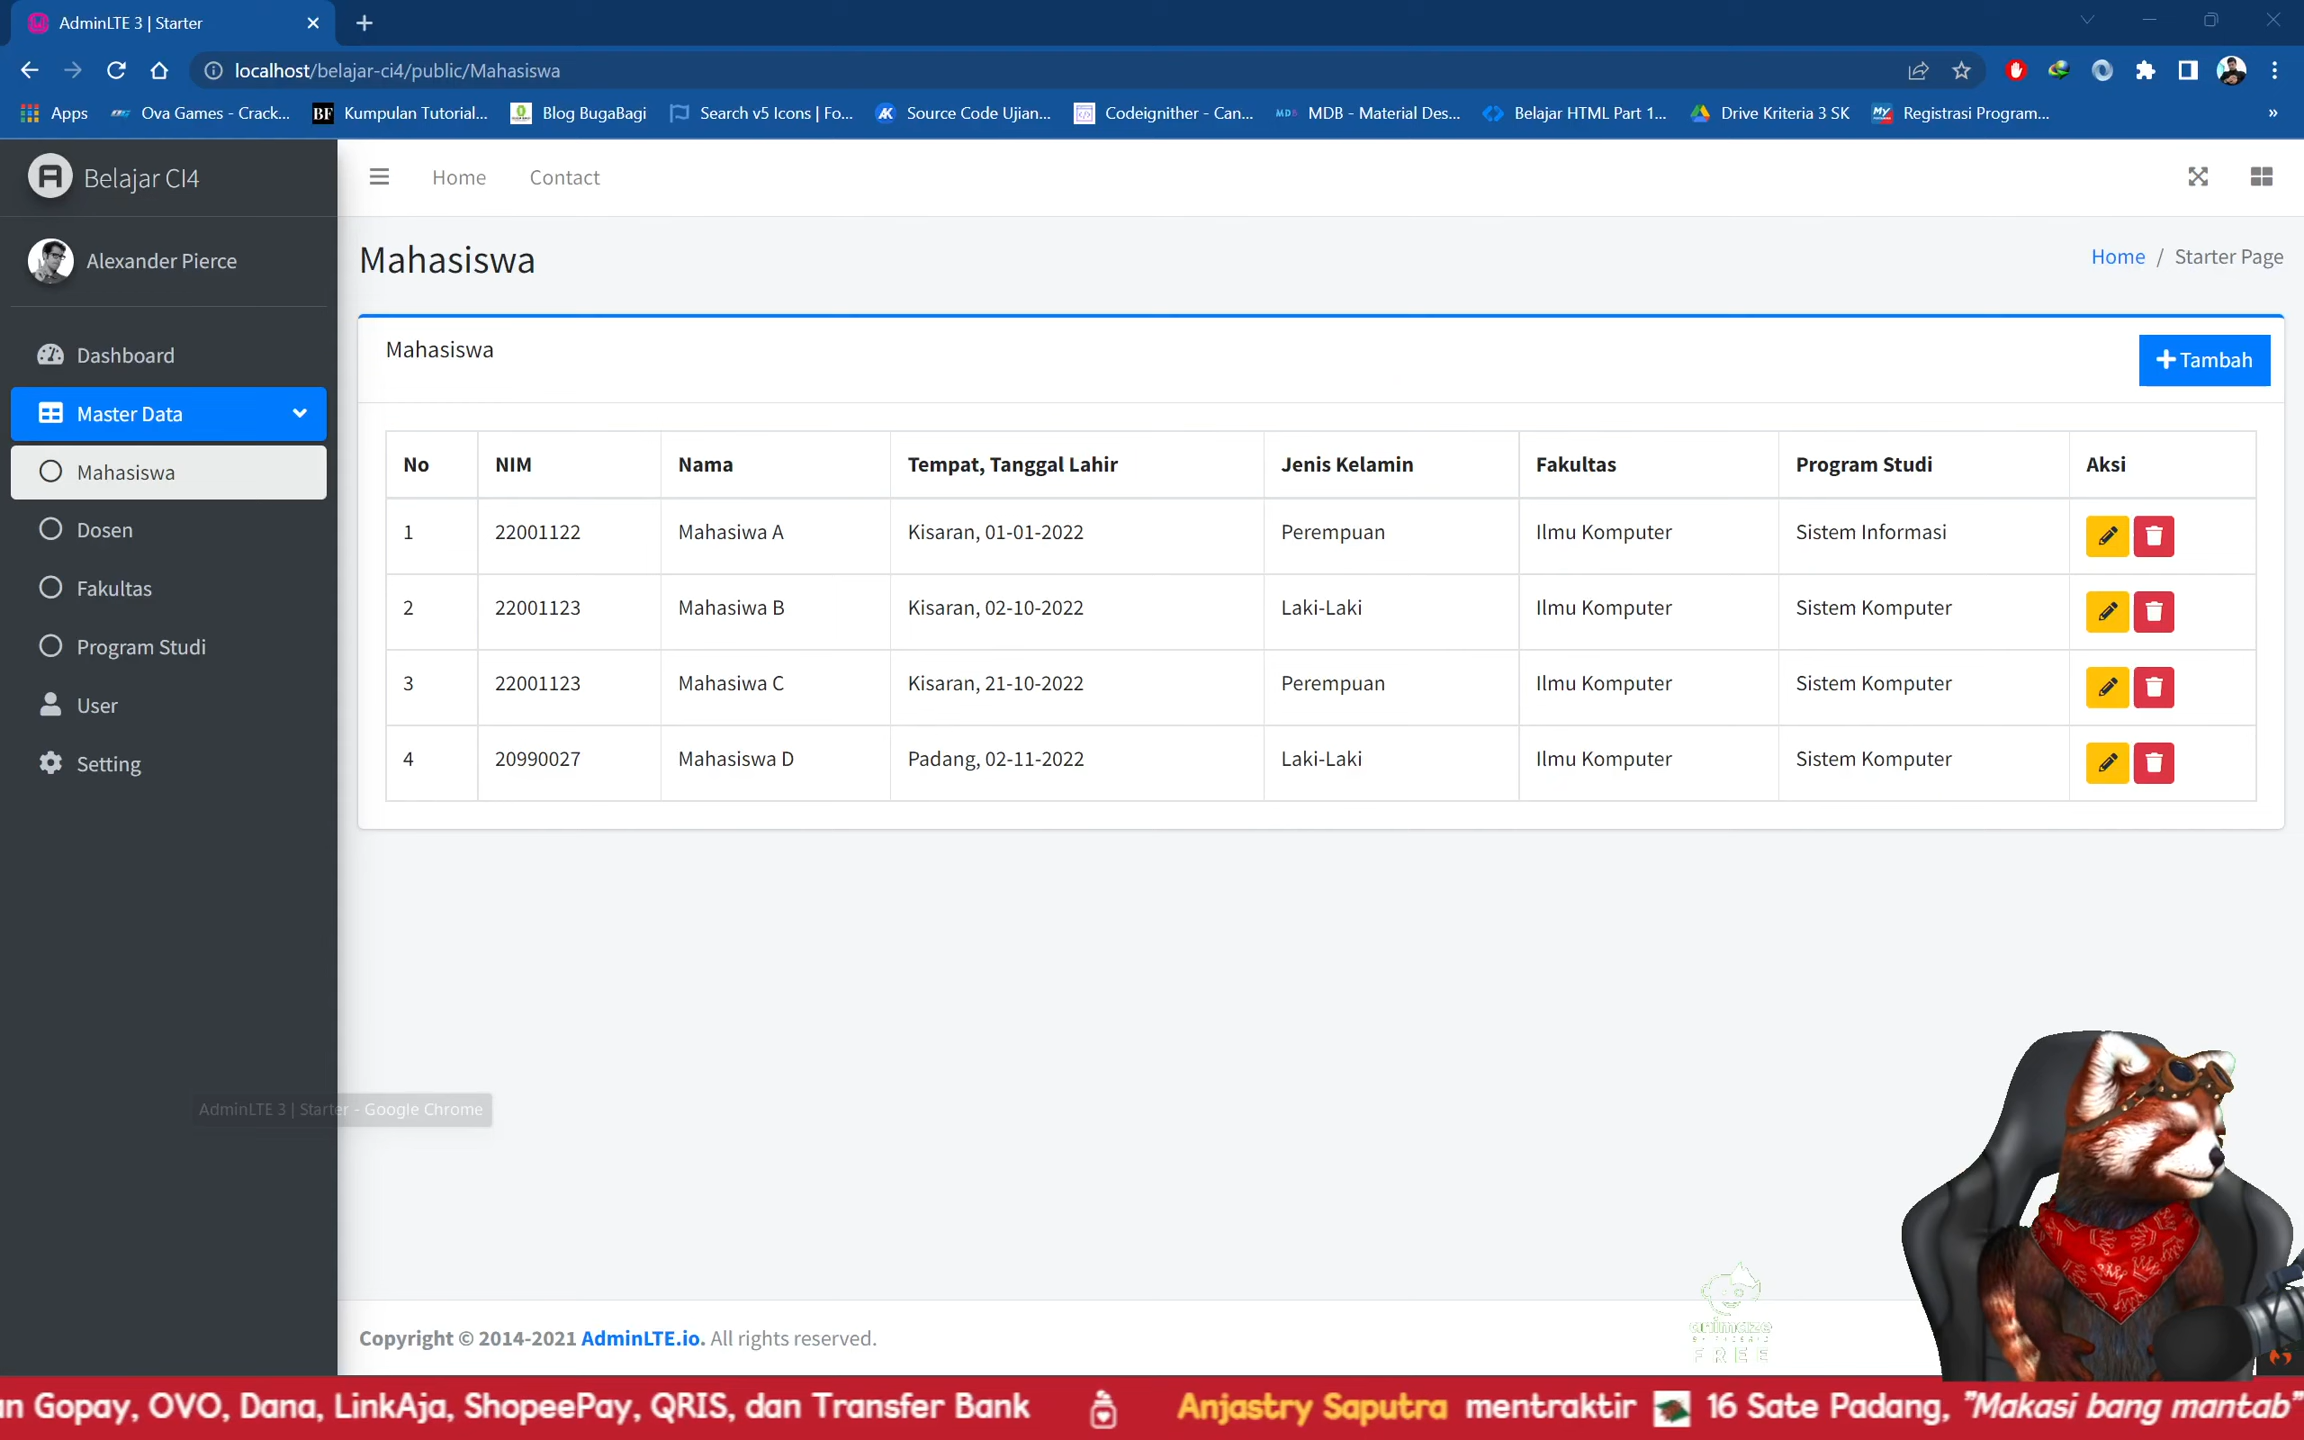 AdminLTE 3 | Starter
localhost/belajar-ci4/public/Mahasiswa
Apps Ova Games - Crack... Kumpulan Tutorial... Blog BugaBagi Search v5 Icons | Fo... Source Code Ujian... Codeignither - Can... MDB - Material Des... Belajar HTML Part 1... Drive Kriteria 3 SK Registrasi Program... »
Belajar CI4
Home Contact
Alexander Pierce
Mahasiswa
Home / Starter Page
Dashboard
Master Data
Mahasiswa
Dosen
Fakultas
Program Studi
User
Setting
Mahasiswa
Tambah
No NIM Nama Tempat, Tanggal Lahir Jenis Kelamin Fakultas Program Studi Aksi
1 22001122 Mahasiwa A Kisaran, 01-01-2022 Perempuan Ilmu Komputer Sistem Informasi
2 22001123 Mahasiwa B Kisaran, 02-10-2022 Laki-Laki Ilmu Komputer Sistem Komputer
3 22001123 Mahasiwa C Kisaran, 21-10-2022 Perempuan Ilmu Komputer Sistem Komputer
4 20990027 Mahasiswa D Padang, 02-11-2022 Laki-Laki Ilmu Komputer Sistem Komputer
AdminLTE 3 | Starter - Google Chrome
animaze
FREE
Copyright © 2014-2021 AdminLTE.io. All rights reserved.
an Gopay, OVO, Dana, LinkAja, ShopeePay, QRIS, dan Transfer Bank Anjastry Saputra mentraktir 16 Sate Padang, "Makasi bang mantab"